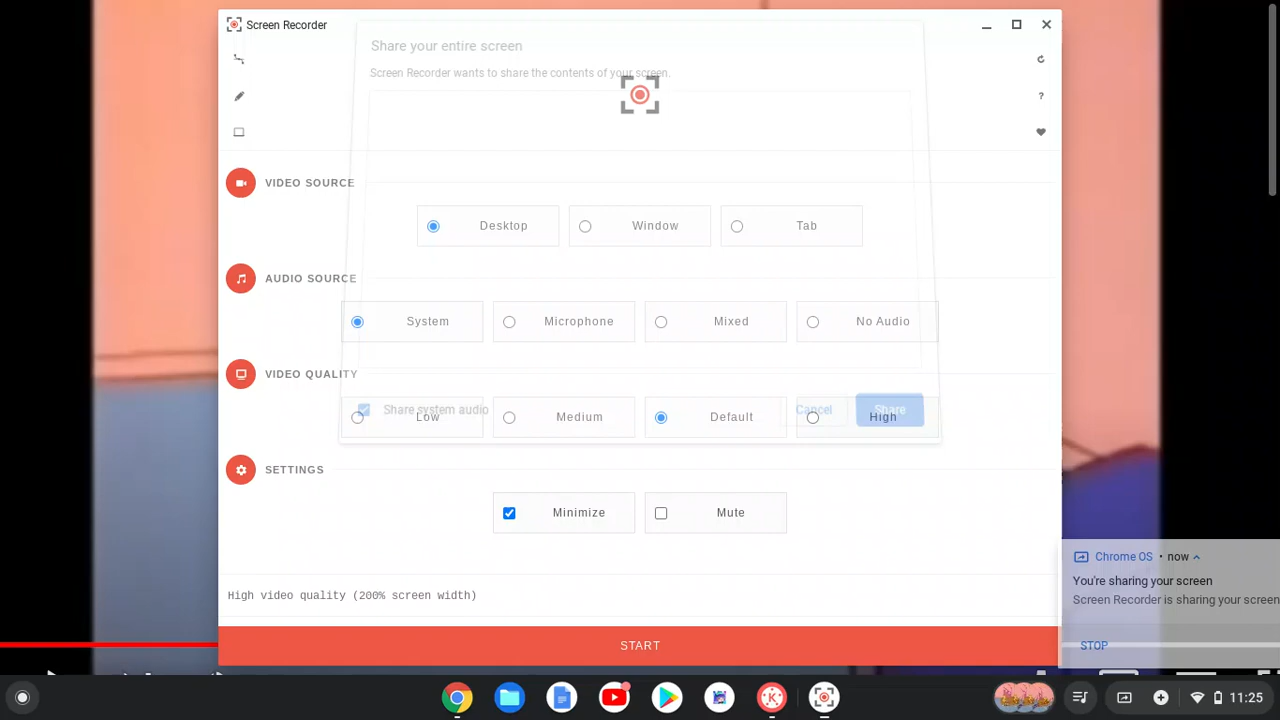 Screen Recorder
Share your entire screen
Screen Recorder wants to share the contents of your screen.
?
VIDEO SOURCE
Desktop
Window
Tab
AUDIO SOURCE
System
Microphone
Mixed
No Audio
VIDEO QUALITY
Share system audio
Cancel
Share
Low
Medium
Default
High
SETTINGS
Minimize
Mute
Chrome OS • now
You're sharing your screen
Screen Recorder is sharing your screen
STOP
High video quality (200% screen width)
START
11:25